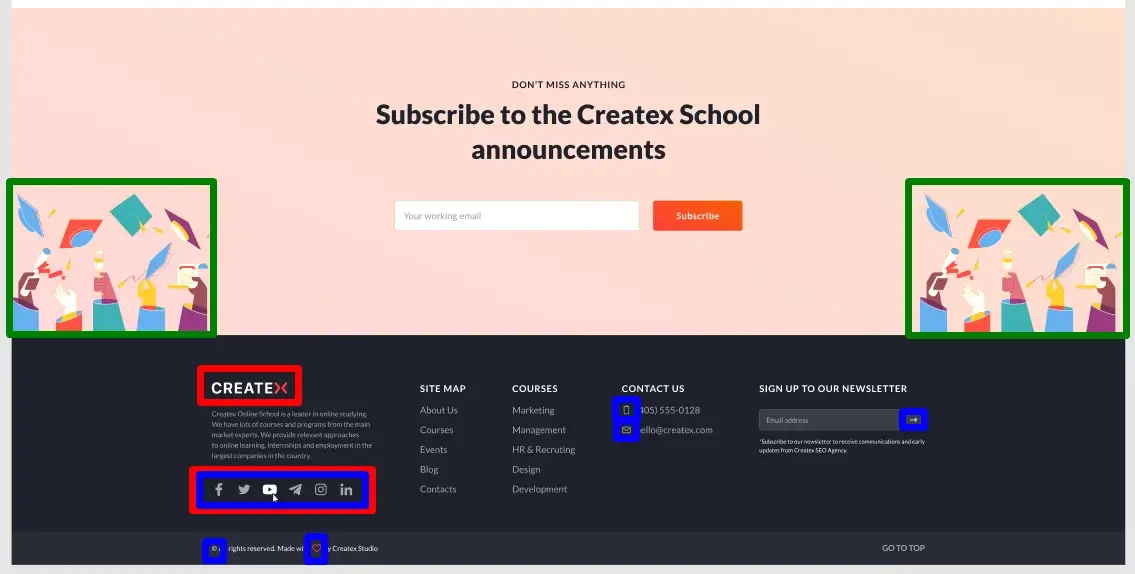 DON'T MISS ANYTHING
Subscribe to the Createx School
announcements
Your working email
Subscribe
CREATEX
Createx Online School is a leader in online studying.
We have lots of courses and programs from the main
market experts. We provide relevant approaches
to online learning, internships and employment in the
largest companies in the country.
SITE MAP
About Us
Courses
Events
Blog
Contacts
COURSES
Marketing
Management
HR & Recruting
Design
Development
CONTACT US
405) 555-0128
ello@createx.com
SIGN UP TO OUR NEWSLETTER
Email address
*Subscribe to our newsletter to receive communications and early
updates from Createx SEO Agency.
© rights reserved. Made wi y Createx Studio
GO TO TOP